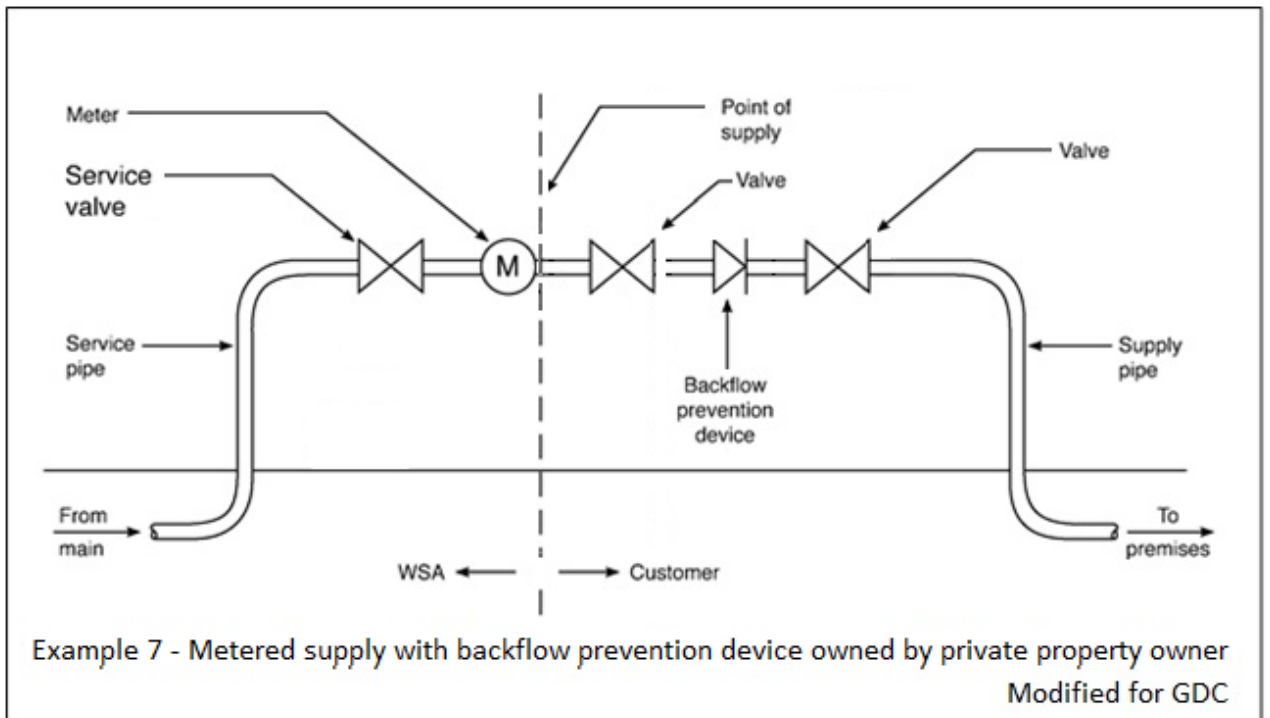 Meter
Point of
supply
Service
valve
Valve
Valve
M
Service
pipe
Supply
pipe
Backflow
prevention
device
From
main
To
premises
WSA
Customer
Example 7 - Metered supply with backflow prevention device owned by private property owner
Modified for GDC